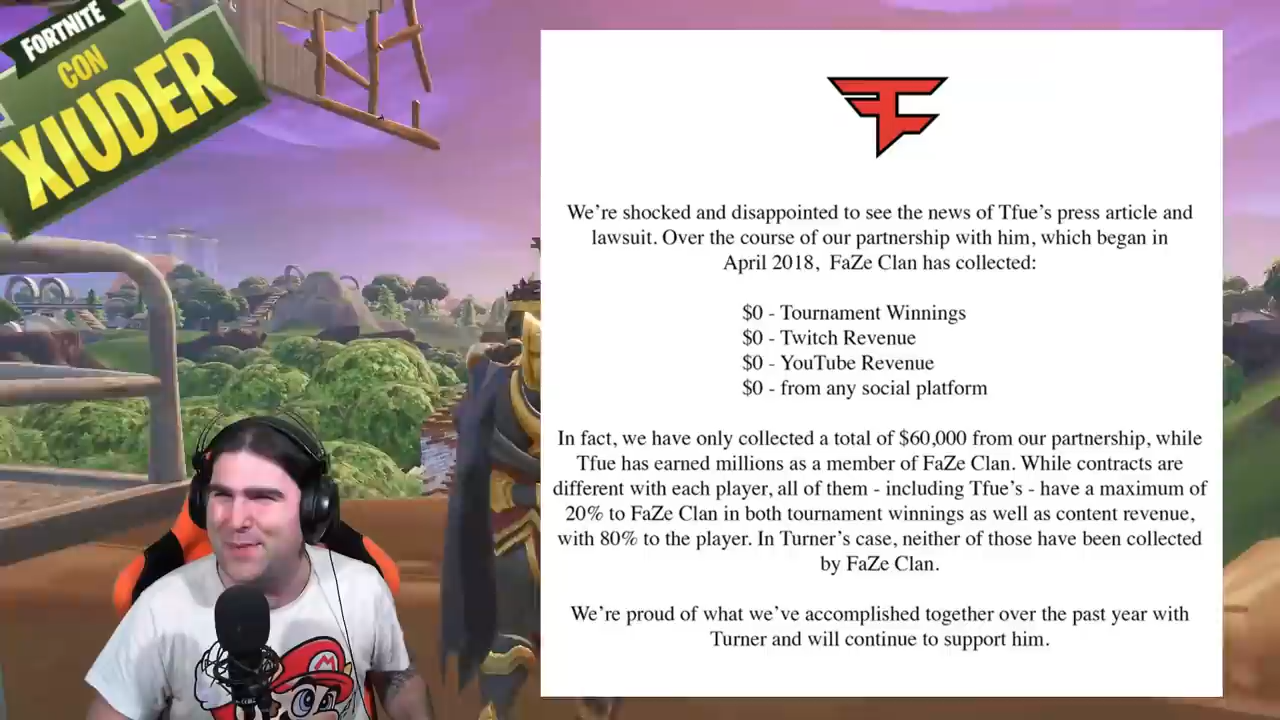 FORTNITE
CON
XIUDER
We're shocked and disappointed to see the news of Tfue's press article and
lawsuit. Over the course of our partnership with him, which began in
April 2018, FaZe Clan has collected:
$0 - Tournament Winnings
$0 - Twitch Revenue
$0 - YouTube Revenue
$0 - from any social platform
In fact, we have only collected a total of $60,000 from our partnership, while
Tfue has earned millions as a member of FaZe Clan. While contracts are
different with each player, all of them - including Tfue's - have a maximum of
20% to FaZe Clan in both tournament winnings as well as content revenue,
with 80% to the player. In Turner's case, neither of those have been collected
by FaZe Clan.
We're proud of what we've accomplished together over the past year with
Turner and will continue to support him.
M